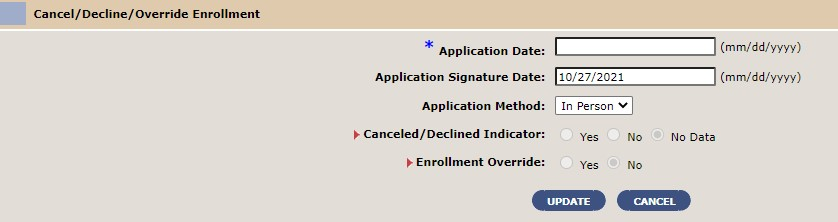 Cancel/Decline/Override Enrollment
* Application Date: (mm/dd/yyyy)
Application Signature Date: 10/27/2021 (mm/dd/yyyy)
Application Method: In Person
Canceled/Declined Indicator: Yes No No Data
Enrollment Override: Yes No
UPDATE CANCEL